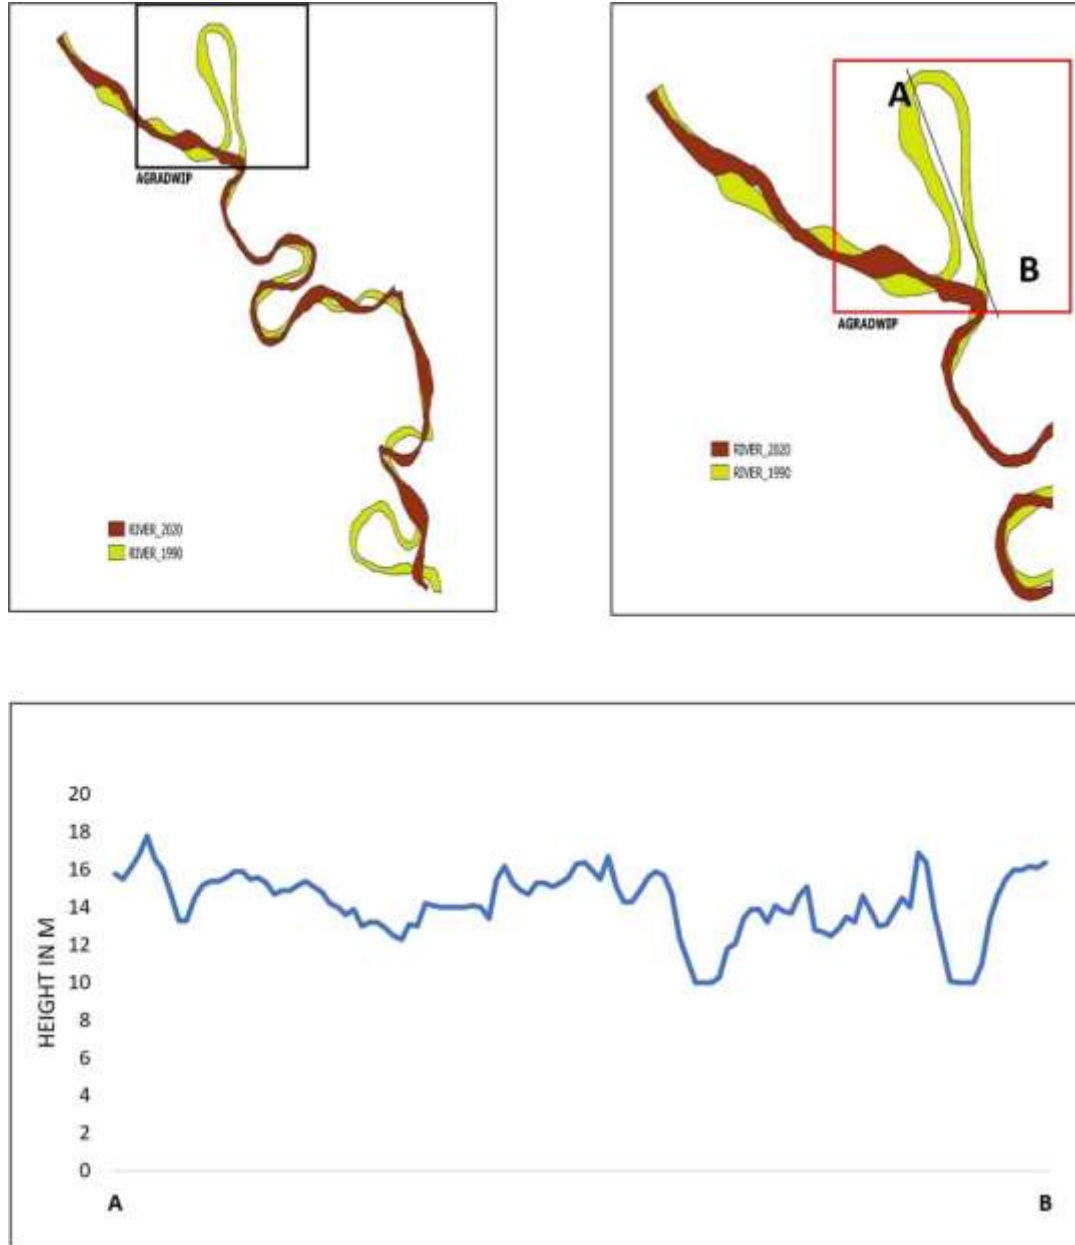 AGRADWIP
RIVER_2020
RIVER_1990
A
B
AGRADWIP
RIVER_2020
RIVER_1990
HEIGHT IN M
20
18
16
14
12
10
8
6
4
2
0
A
B